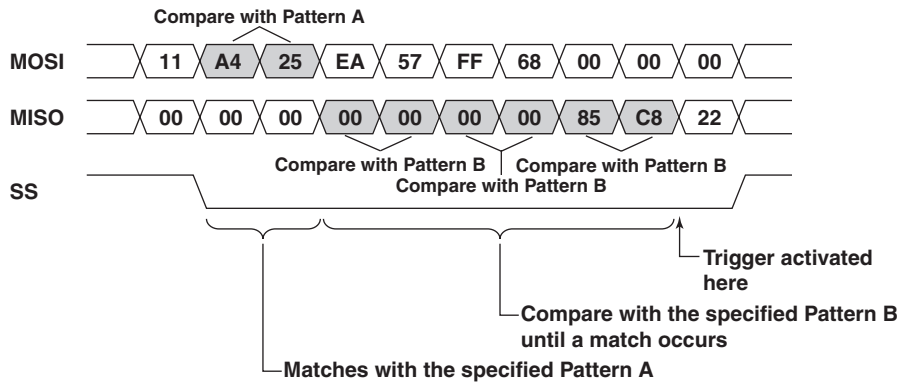 Compare with Pattern A
MOSI 11 A4 25 EA 57 FF 68 00 00 00
MISO 00 00 00 00 00 00 00 85 C8 22
Compare with Pattern B Compare with Pattern B
Compare with Pattern B
SS
Trigger activated
here
Compare with the specified Pattern B
until a match occurs
Matches with the specified Pattern A